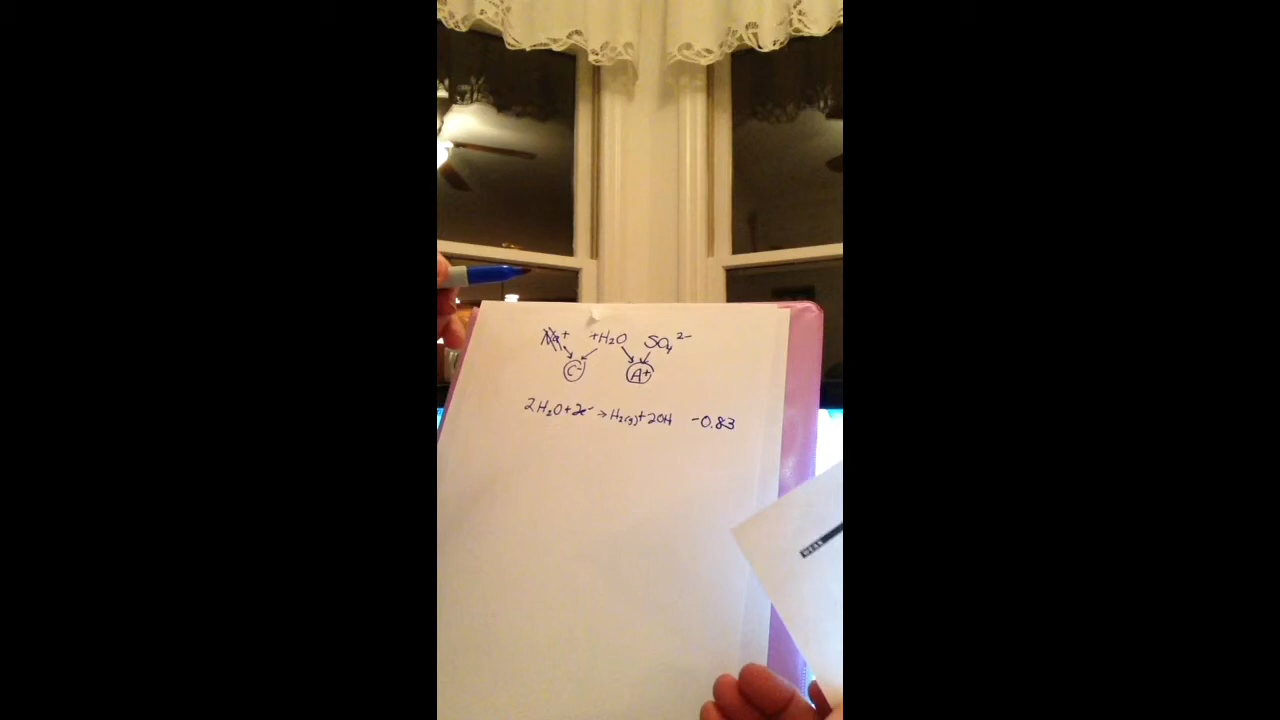 Na⁺ +H₂O SO₄²⁻
C⁻ A⁺
2H₂O+2e⁻ → H₂(g)+2OH -0.83